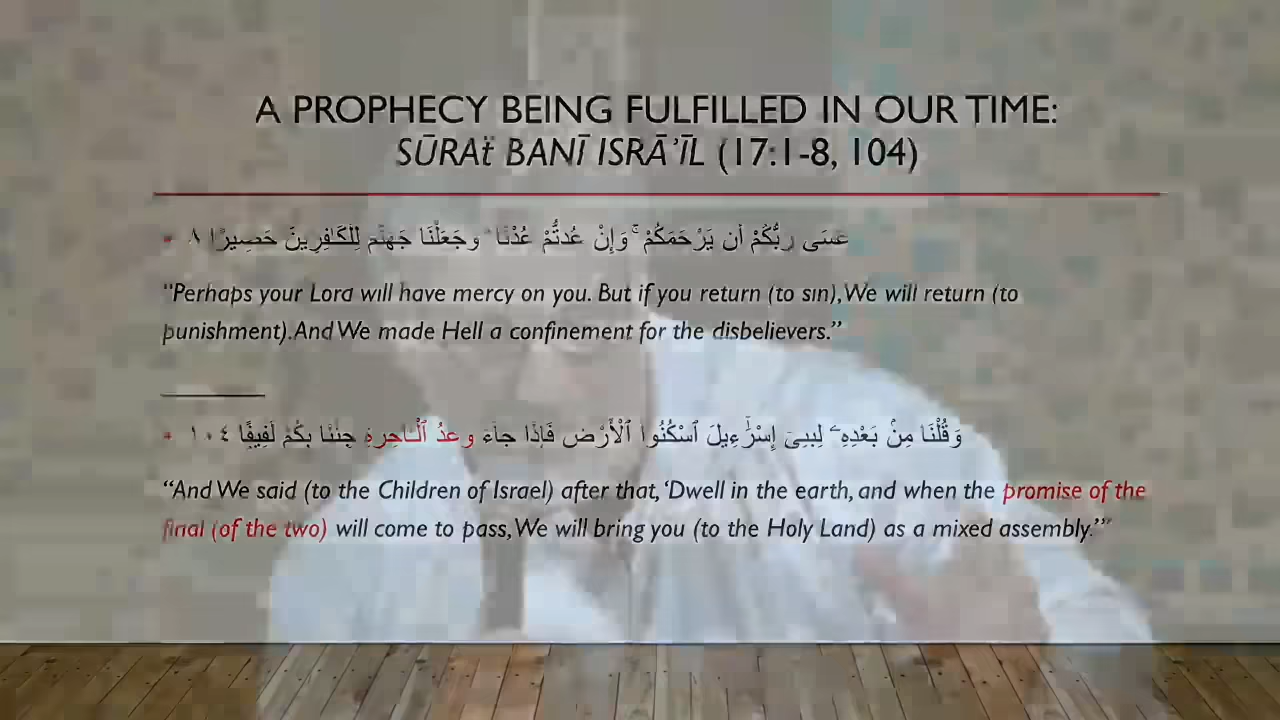 A PROPHECY BEING FULFILLED IN OUR TIME:
SŪRAẗ BANĪ ISRĀ’ĪL (17:1-8, 104)
عَسَى رَبُّكُمْ أَن يَرْحَمَكُمْ ۚ وَإِنْ عُدتُّمْ عُدْنَا ۘ وَجَعَلْنَا جَهَنَّمَ لِلْكَـٰفِرِينَ حَصِيرًا ٨
"Perhaps your Lord will have mercy on you. But if you return (to sin), We will return (to
punishment). And We made Hell a confinement for the disbelievers.”
وَقُلْنَا مِنۢ بَعْدِهِۦ لِبَنِىٓ إِسْرَٰٓءِيلَ ٱسْكُنُوا۟ ٱلْأَرْضَ فَإِذَا جَآءَ وَعْدُ ٱلْـَٔاخِرَةِ جِئْنَا بِكُمْ لَفِيفًا ١٠٤
“And We said (to the Children of Israel) after that, ‘Dwell in the earth, and when the promise of the
final (of the two) will come to pass, We will bring you (to the Holy Land) as a mixed assembly.’”